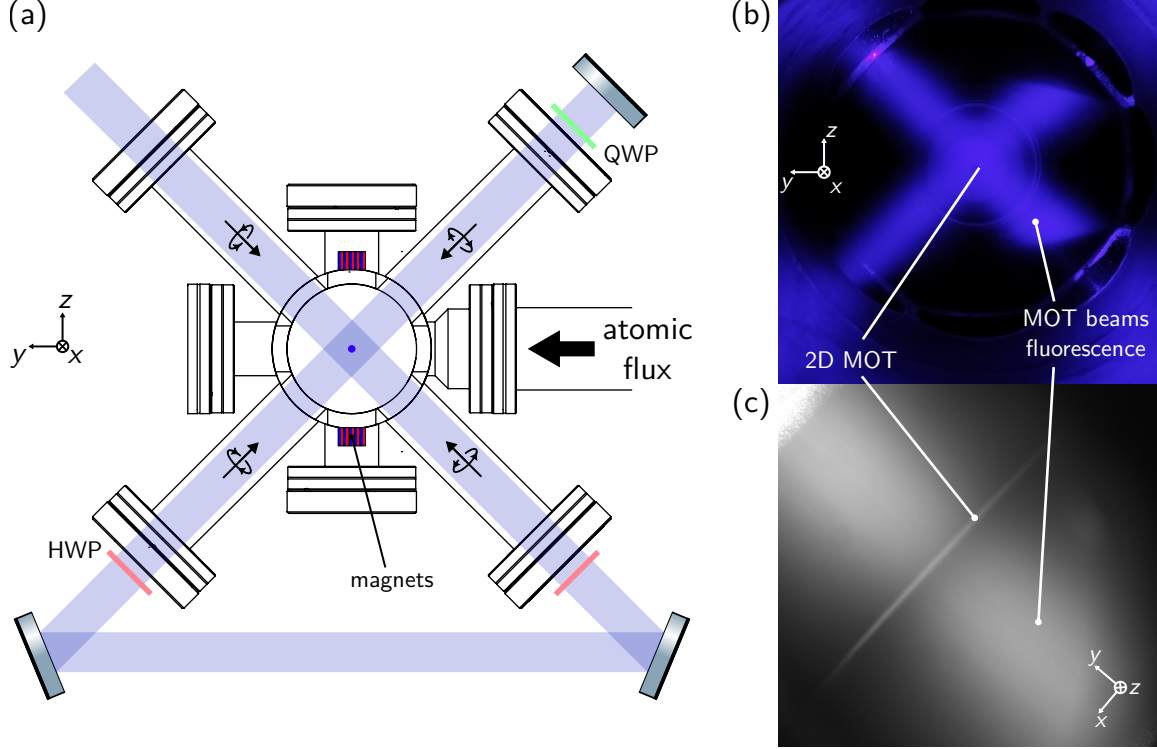 (a)
QWP
z
y
x
atomic
flux
HWP
magnets
(b)
z
y
x
MOT beams
fluorescence
2D MOT
(c)
y
z
x